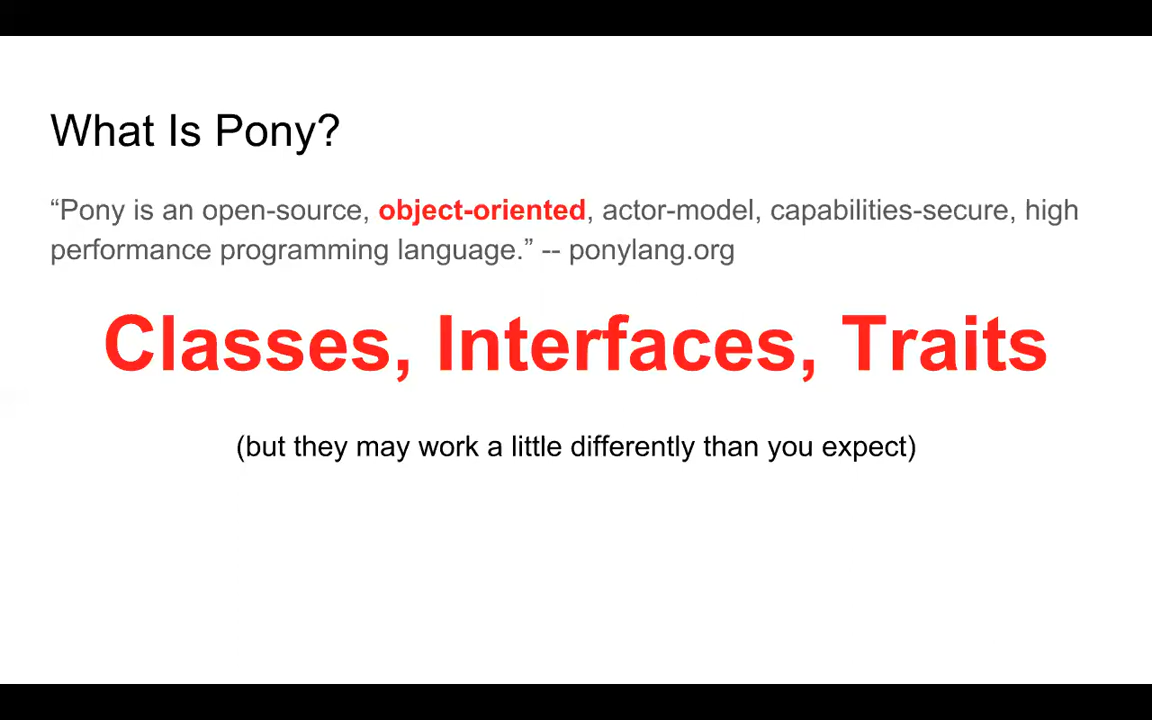 What Is Pony?
“Pony is an open-source, object-oriented, actor-model, capabilities-secure, high
performance programming language.” -- ponylang.org
Classes, Interfaces, Traits
(but they may work a little differently than you expect)